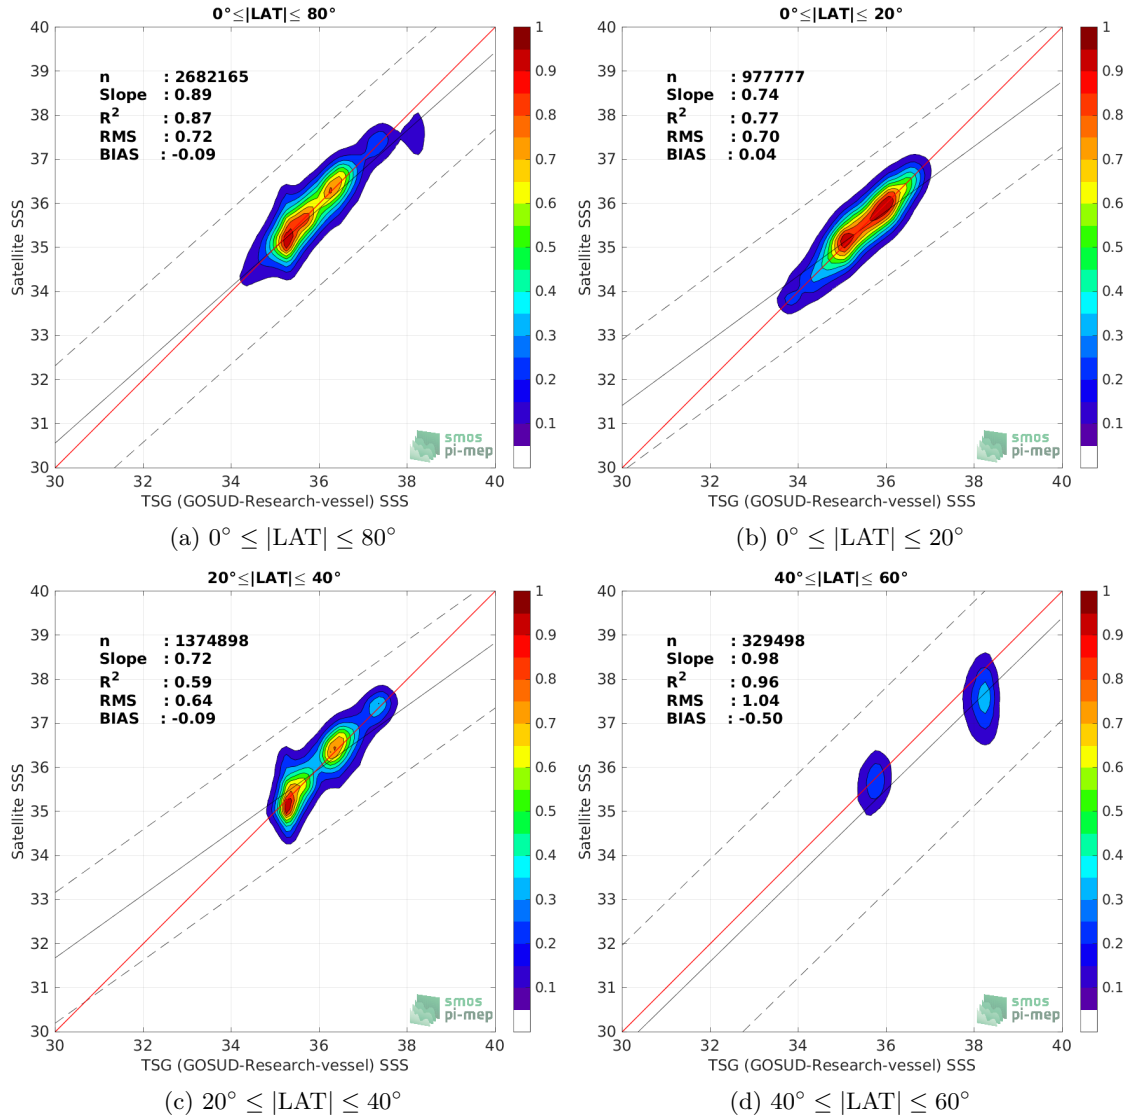 0°≤|LAT|≤ 80°
n : 2682165
Slope : 0.89
R2 : 0.87
RMS : 0.72
BIAS : -0.09
40
39
38
37
36
35
34
33
32
31
30
30 32 34 36 38 40
Satellite SSS
TSG (GOSUD-Research-vessel) SSS
smos
pi-mep
1
0.9
0.8
0.7
0.6
0.5
0.4
0.3
0.2
0.1
(a) 0° ≤ |LAT| ≤ 80°
0°≤|LAT|≤ 20°
n : 977777
Slope : 0.74
R2 : 0.77
RMS : 0.70
BIAS : 0.04
40
39
38
37
36
35
34
33
32
31
30
30 32 34 36 38 40
Satellite SSS
TSG (GOSUD-Research-vessel) SSS
smos
pi-mep
1
0.9
0.8
0.7
0.6
0.5
0.4
0.3
0.2
0.1
(b) 0° ≤ |LAT| ≤ 20°
20°≤|LAT|≤ 40°
n : 1374898
Slope : 0.72
R2 : 0.59
RMS : 0.64
BIAS : -0.09
40
39
38
37
36
35
34
33
32
31
30
30 32 34 36 38 40
Satellite SSS
TSG (GOSUD-Research-vessel) SSS
smos
pi-mep
1
0.9
0.8
0.7
0.6
0.5
0.4
0.3
0.2
0.1
(c) 20° ≤ |LAT| ≤ 40°
40°≤|LAT|≤ 60°
n : 329498
Slope : 0.98
R2 : 0.96
RMS : 1.04
BIAS : -0.50
40
39
38
37
36
35
34
33
32
31
30
30 32 34 36 38 40
Satellite SSS
TSG (GOSUD-Research-vessel) SSS
smos
pi-mep
1
0.9
0.8
0.7
0.6
0.5
0.4
0.3
0.2
0.1
(d) 40° ≤ |LAT| ≤ 60°